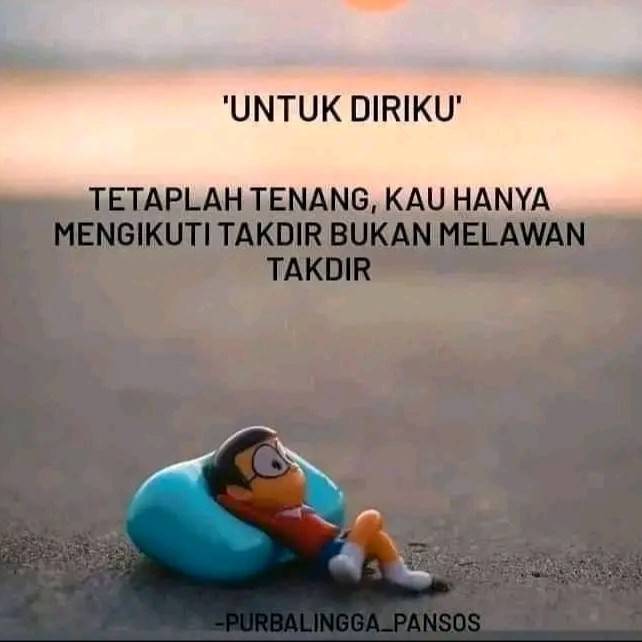 'UNTUK DIRIKU'
TETAPLAH TENANG, KAU HANYA
MENGIKUTI TAKDIR BUKAN MELAWAN
TAKDIR
-PURBALINGGA_PANSOS